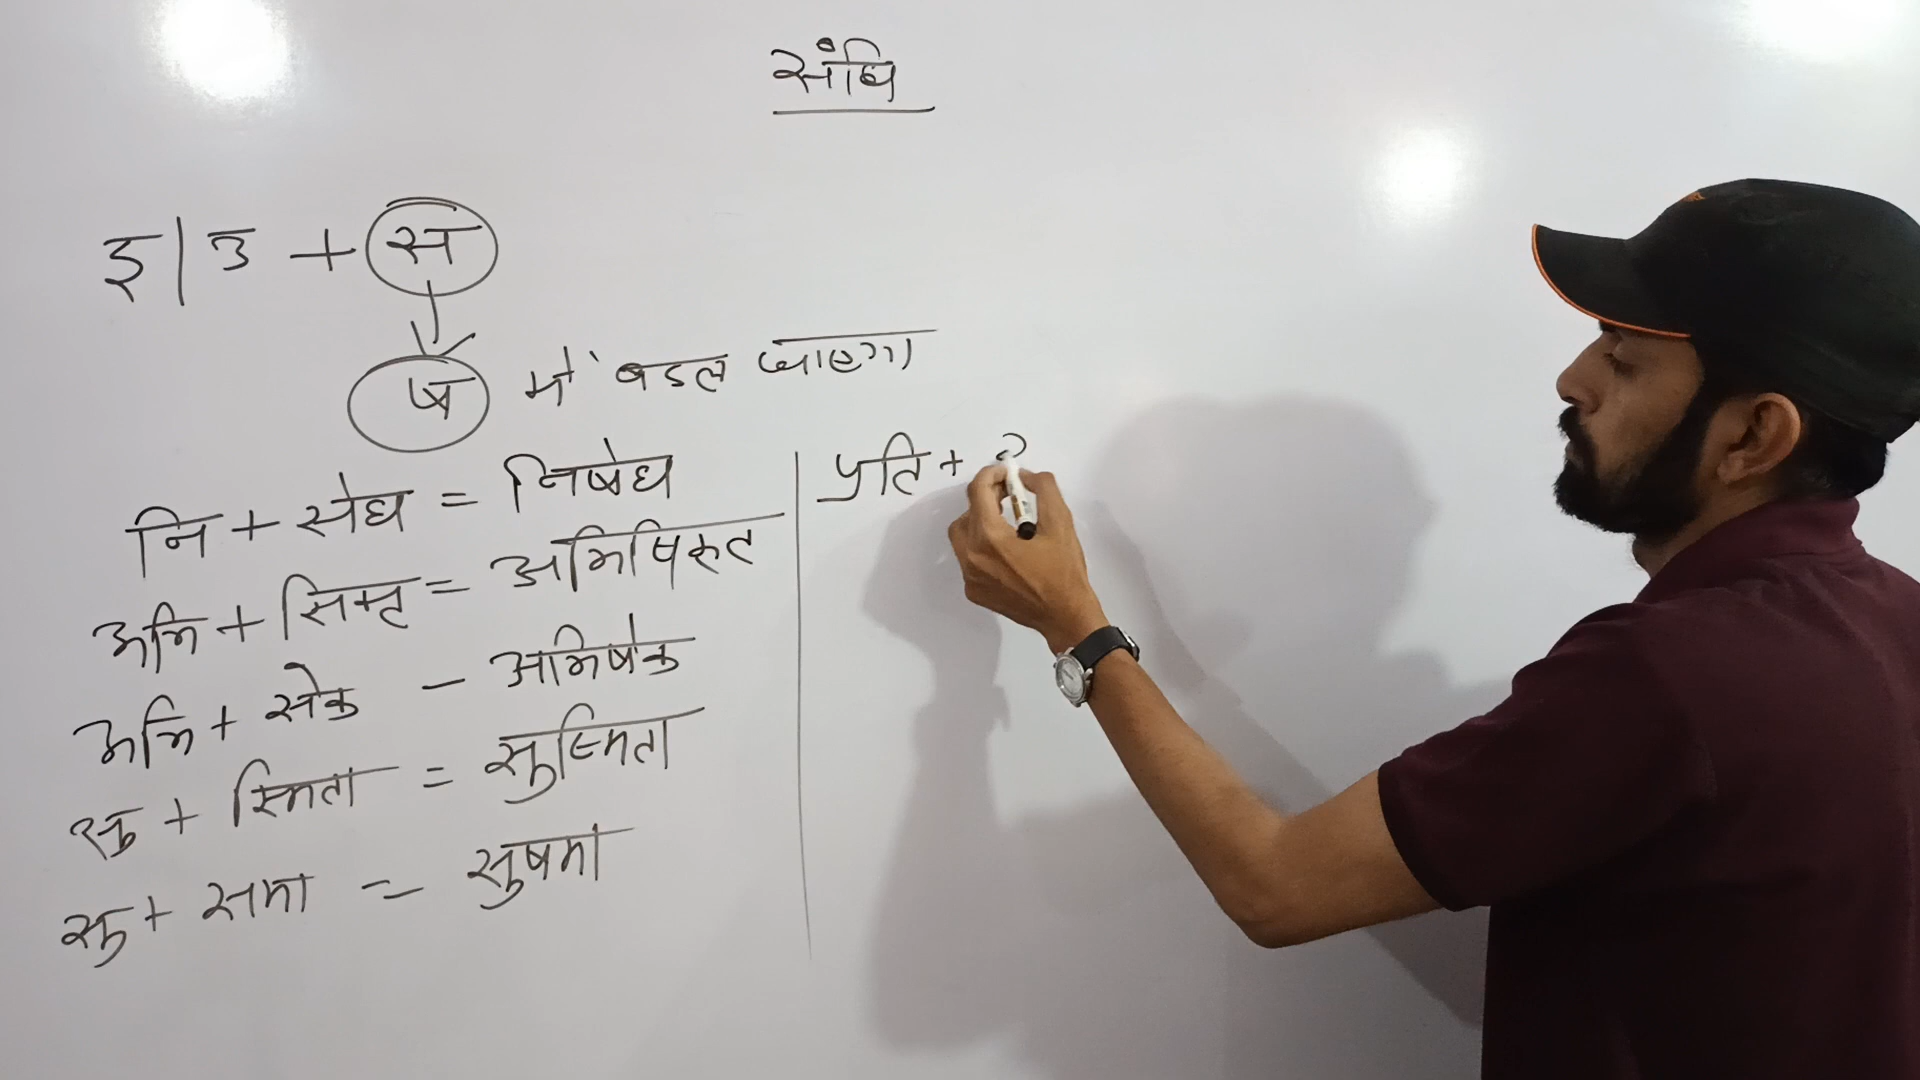 संधि
इ|उ + स
ष में बदल जाएगा
नि + सेध = निषेध
अभि + सिक्त = अभिषिक्त
अभि + सेक - अभिषेक
सु + स्मिता = सुस्मिता
सु + समा = सुषमा
प्रति +